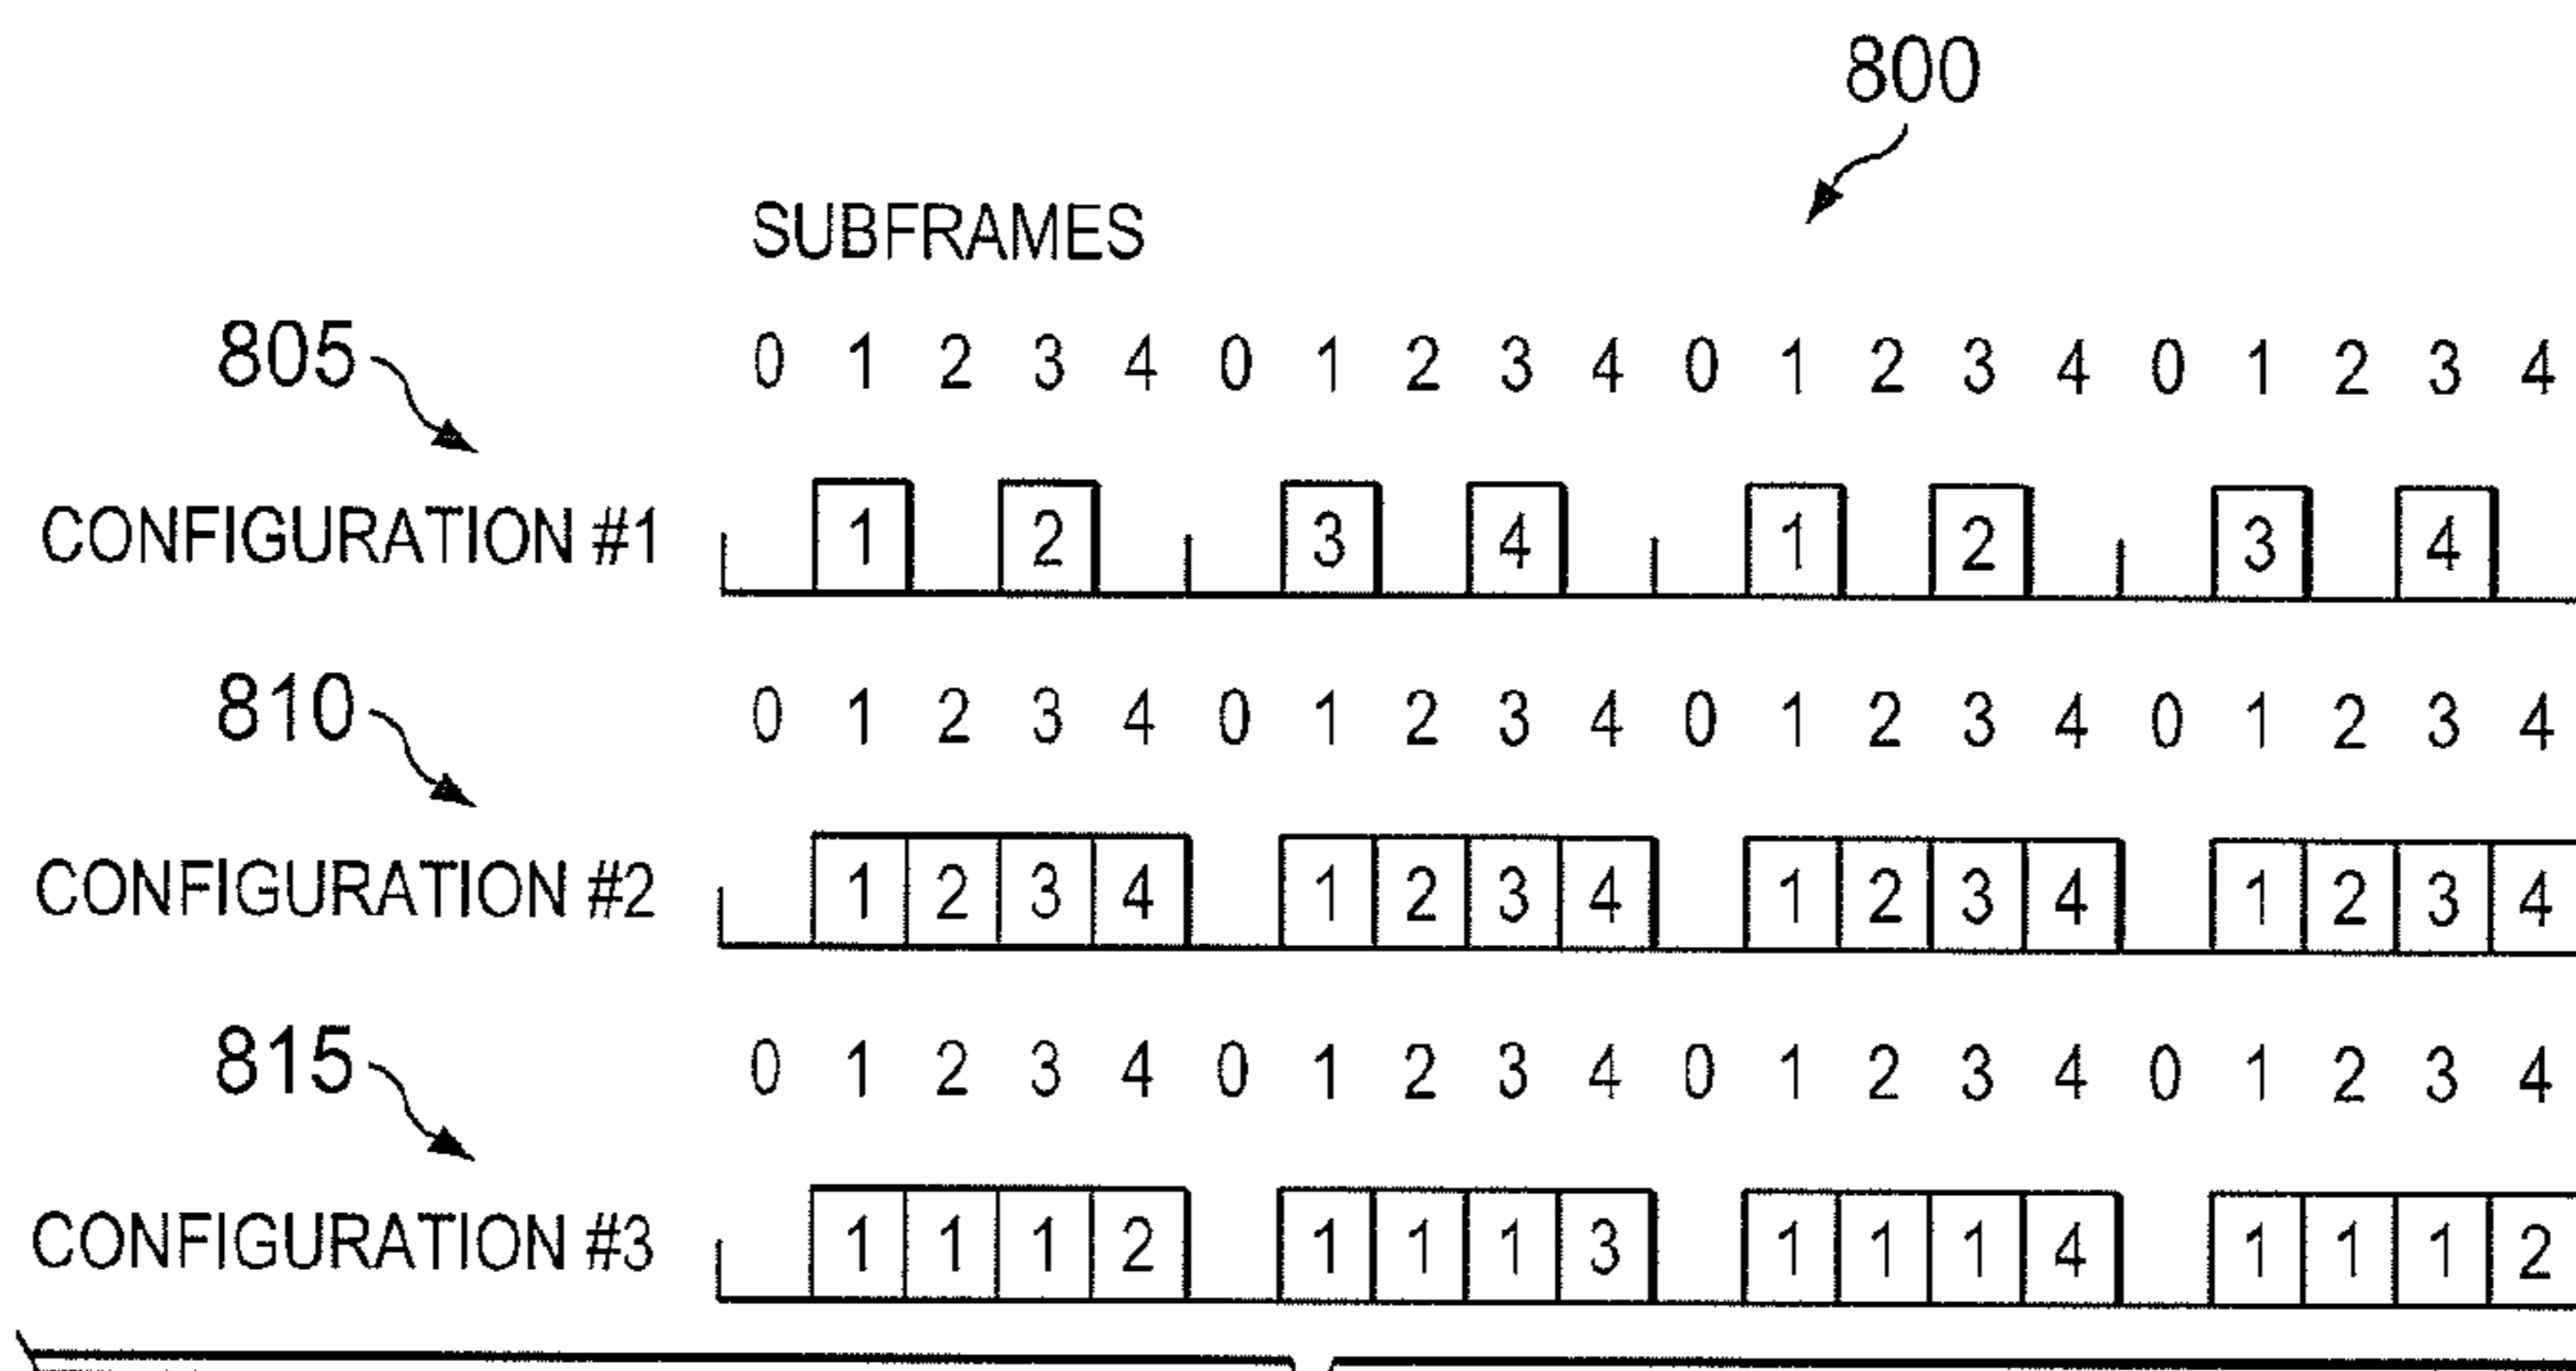 800
SUBFRAMES
805
0 1 2 3 4 0 1 2 3 4 0 1 2 3 4 0 1 2 3 4
CONFIGURATION #1
1 2 3 4 1 2 3 4
810
0 1 2 3 4 0 1 2 3 4 0 1 2 3 4 0 1 2 3 4
CONFIGURATION #2
1 2 3 4 1 2 3 4 1 2 3 4 1 2 3 4
815
0 1 2 3 4 0 1 2 3 4 0 1 2 3 4 0 1 2 3 4
CONFIGURATION #3
1 1 1 2 1 1 1 3 1 1 1 4 1 1 1 2